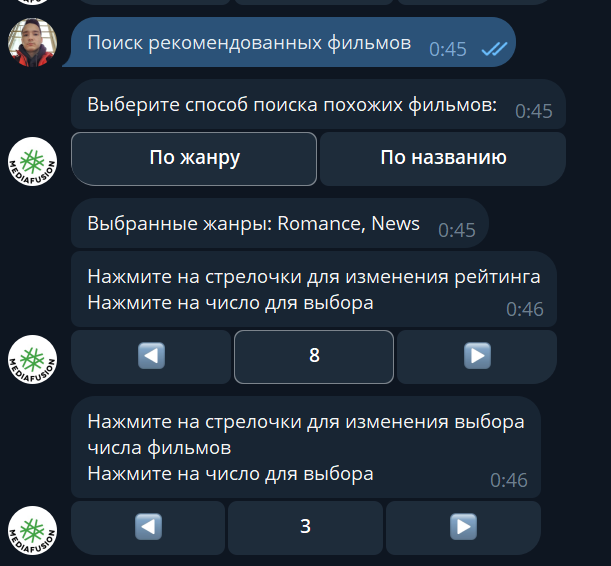 Поиск рекомендованных фильмов 0:45
Выберите способ поиска похожих фильмов: 0:45
По жанру По названию
MEDIAFUSION
Выбранные жанры: Romance, News 0:45
Нажмите на стрелочки для изменения рейтинга
Нажмите на число для выбора 0:46
8
MEDIAFUSION
Нажмите на стрелочки для изменения выбора
числа фильмов
Нажмите на число для выбора 0:46
3
MEDIAFUSION